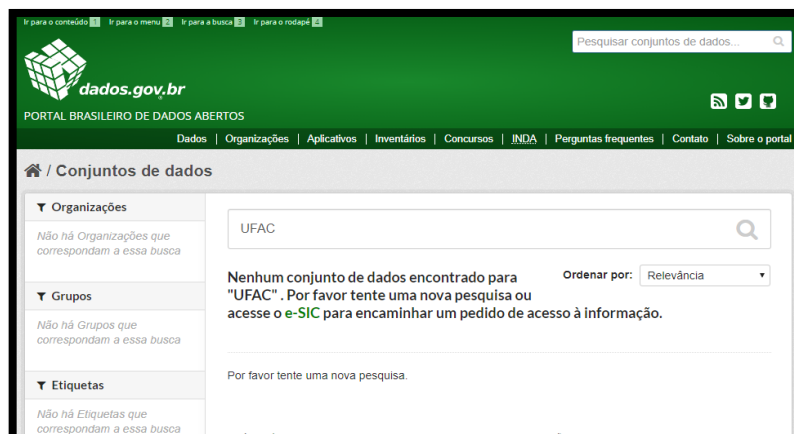 Ir para o conteúdo 1 Ir para o menu 2 Ir para a busca 3 Ir para o rodapé 4
Pesquisar conjuntos de dados...
dados.gov.br
PORTAL BRASILEIRO DE DADOS ABERTOS
Dados | Organizações | Aplicativos | Inventários | Concursos | INDA | Perguntas frequentes | Contato | Sobre o portal
/ Conjuntos de dados
Organizações
Não há Organizações que
correspondam a essa busca
Grupos
Não há Grupos que
correspondam a essa busca
Etiquetas
Não há Etiquetas que
correspondam a essa busca
UFAC
Nenhum conjunto de dados encontrado para
"UFAC" . Por favor tente uma nova pesquisa ou
acesse o e-SIC para encaminhar um pedido de acesso à informação.
Ordenar por: Relevância
Por favor tente uma nova pesquisa.